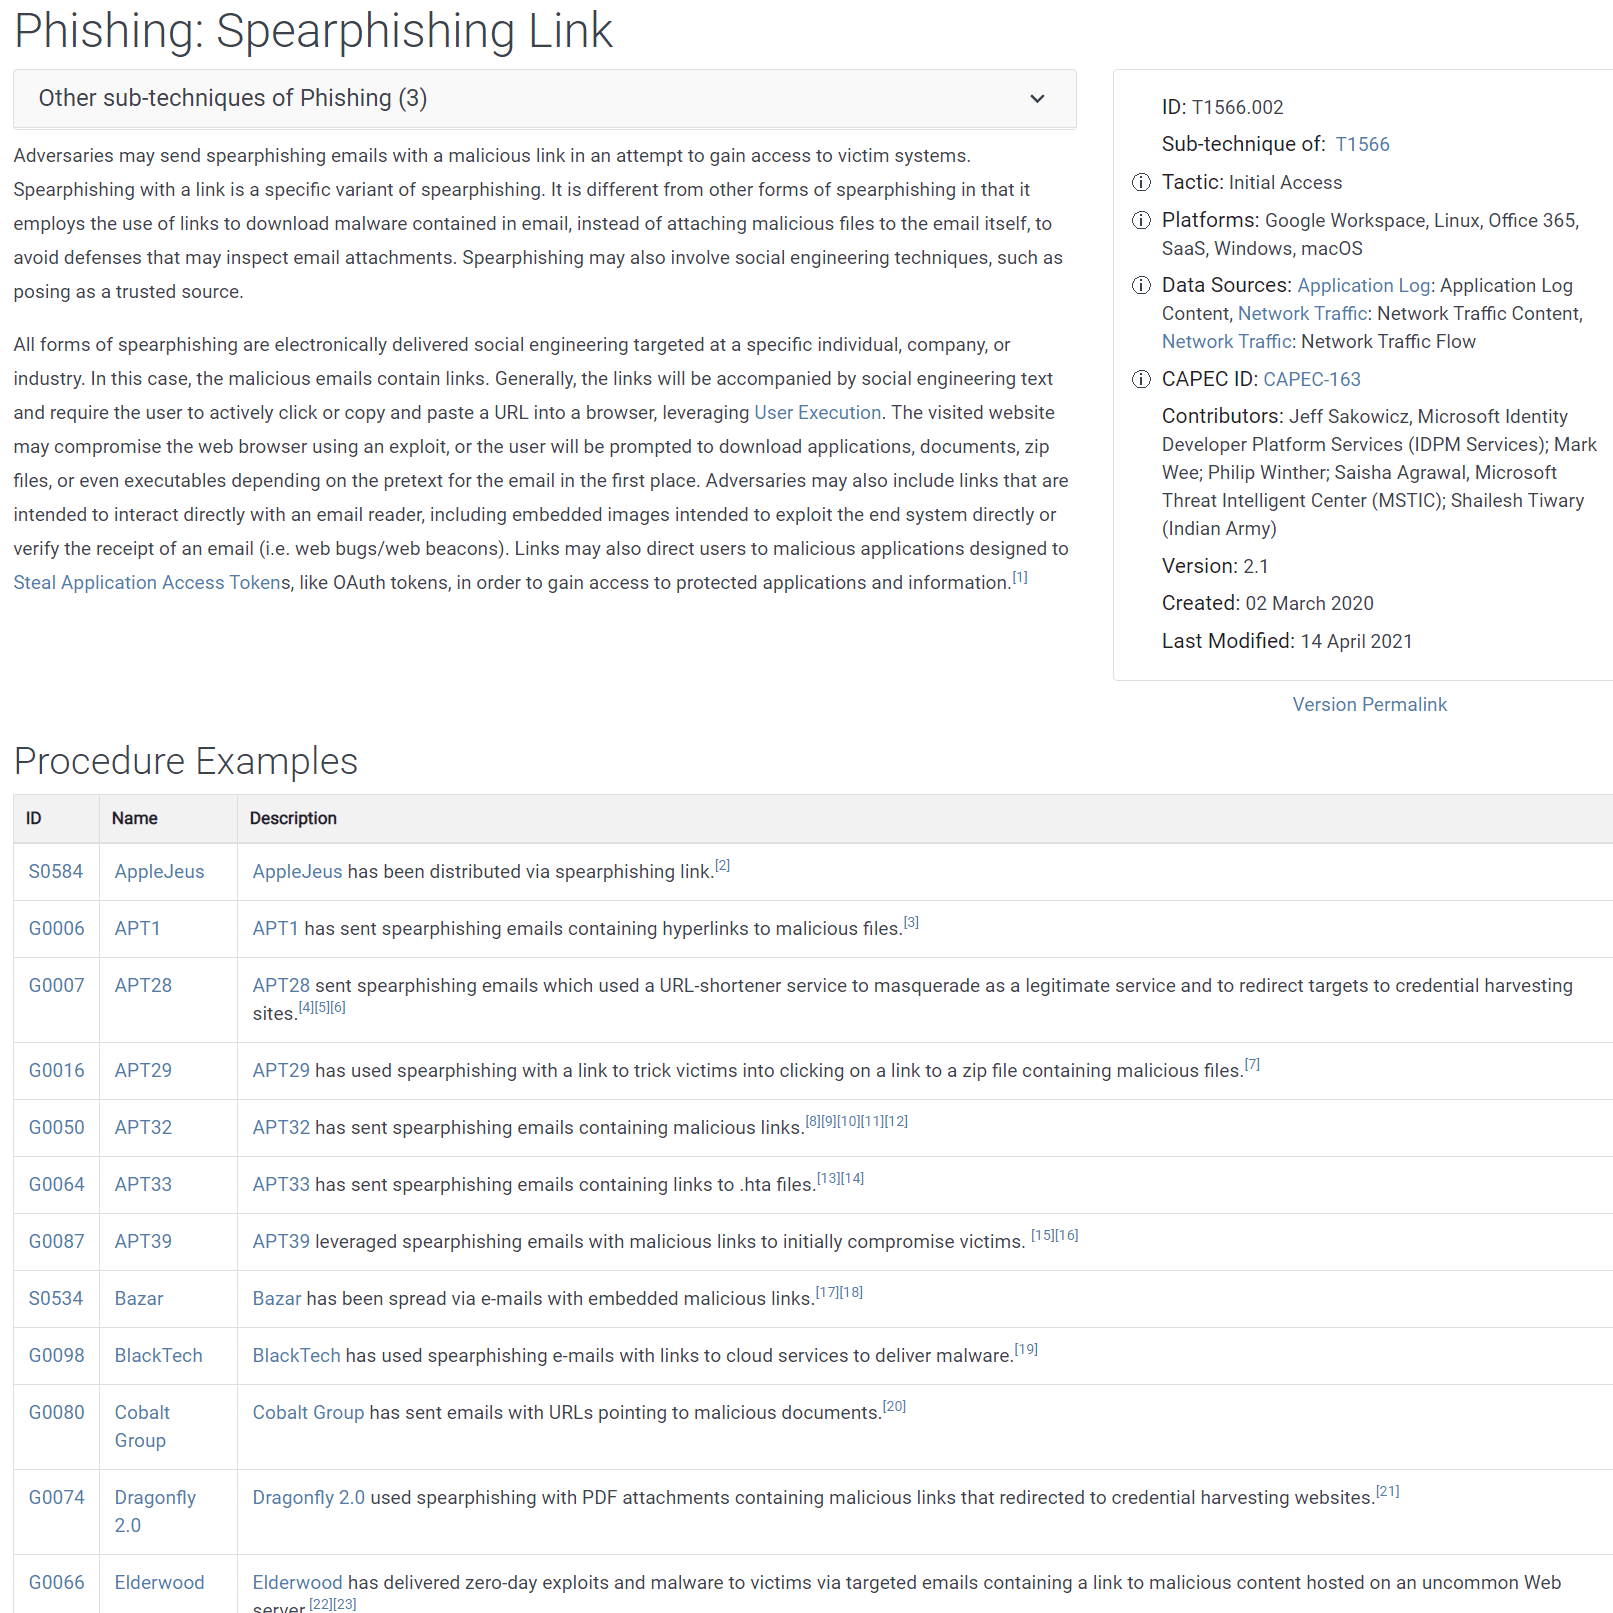 Phishing: Spearphishing Link
Other sub-techniques of Phishing (3)
Adversaries may send spearphishing emails with a malicious link in an attempt to gain access to victim systems.
Spearphishing with a link is a specific variant of spearphishing. It is different from other forms of spearphishing in that it
employs the use of links to download malware contained in email, instead of attaching malicious files to the email itself, to
avoid defenses that may inspect email attachments. Spearphishing may also involve social engineering techniques, such as
posing as a trusted source.
All forms of spearphishing are electronically delivered social engineering targeted at a specific individual, company, or
industry. In this case, the malicious emails contain links. Generally, the links will be accompanied by social engineering text
and require the user to actively click or copy and paste a URL into a browser, leveraging User Execution. The visited website
may compromise the web browser using an exploit, or the user will be prompted to download applications, documents, zip
files, or even executables depending on the pretext for the email in the first place. Adversaries may also include links that are
intended to interact directly with an email reader, including embedded images intended to exploit the end system directly or
verify the receipt of an email (i.e. web bugs/web beacons). Links may also direct users to malicious applications designed to
Steal Application Access Tokens, like OAuth tokens, in order to gain access to protected applications and information.[1]
ID: T1566.002
Sub-technique of: T1566
Tactic: Initial Access
Platforms: Google Workspace, Linux, Office 365,
SaaS, Windows, macOS
Data Sources: Application Log: Application Log
Content, Network Traffic: Network Traffic Content,
Network Traffic: Network Traffic Flow
CAPEC ID: CAPEC-163
Contributors: Jeff Sakowicz, Microsoft Identity
Developer Platform Services (IDPM Services); Mark
Wee; Philip Winther; Saisha Agrawal, Microsoft
Threat Intelligent Center (MSTIC); Shailesh Tiwary
(Indian Army)
Version: 2.1
Created: 02 March 2020
Last Modified: 14 April 2021
Version Permalink
Procedure Examples
ID Name Description
S0584 AppleJeus AppleJeus has been distributed via spearphishing link.[2]
G0006 APT1 APT1 has sent spearphishing emails containing hyperlinks to malicious files.[3]
G0007 APT28 APT28 sent spearphishing emails which used a URL-shortener service to masquerade as a legitimate service and to redirect targets to credential harvesting
sites.[4][5][6]
G0016 APT29 APT29 has used spearphishing with a link to trick victims into clicking on a link to a zip file containing malicious files.[7]
G0050 APT32 APT32 has sent spearphishing emails containing malicious links.[8][9][10][11][12]
G0064 APT33 APT33 has sent spearphishing emails containing links to .hta files.[13][14]
G0087 APT39 APT39 leveraged spearphishing emails with malicious links to initially compromise victims. [15][16]
S0534 Bazar Bazar has been spread via e-mails with embedded malicious links.[17][18]
G0098 BlackTech BlackTech has used spearphishing e-mails with links to cloud services to deliver malware.[19]
G0080 Cobalt Cobalt Group has sent emails with URLs pointing to malicious documents.[20]
Group
G0074 Dragonfly Dragonfly 2.0 used spearphishing with PDF attachments containing malicious links that redirected to credential harvesting websites.[21]
2.0
G0066 Elderwood Elderwood has delivered zero-day exploits and malware to victims via targeted emails containing a link to malicious content hosted on an uncommon Web
server.[22][23]